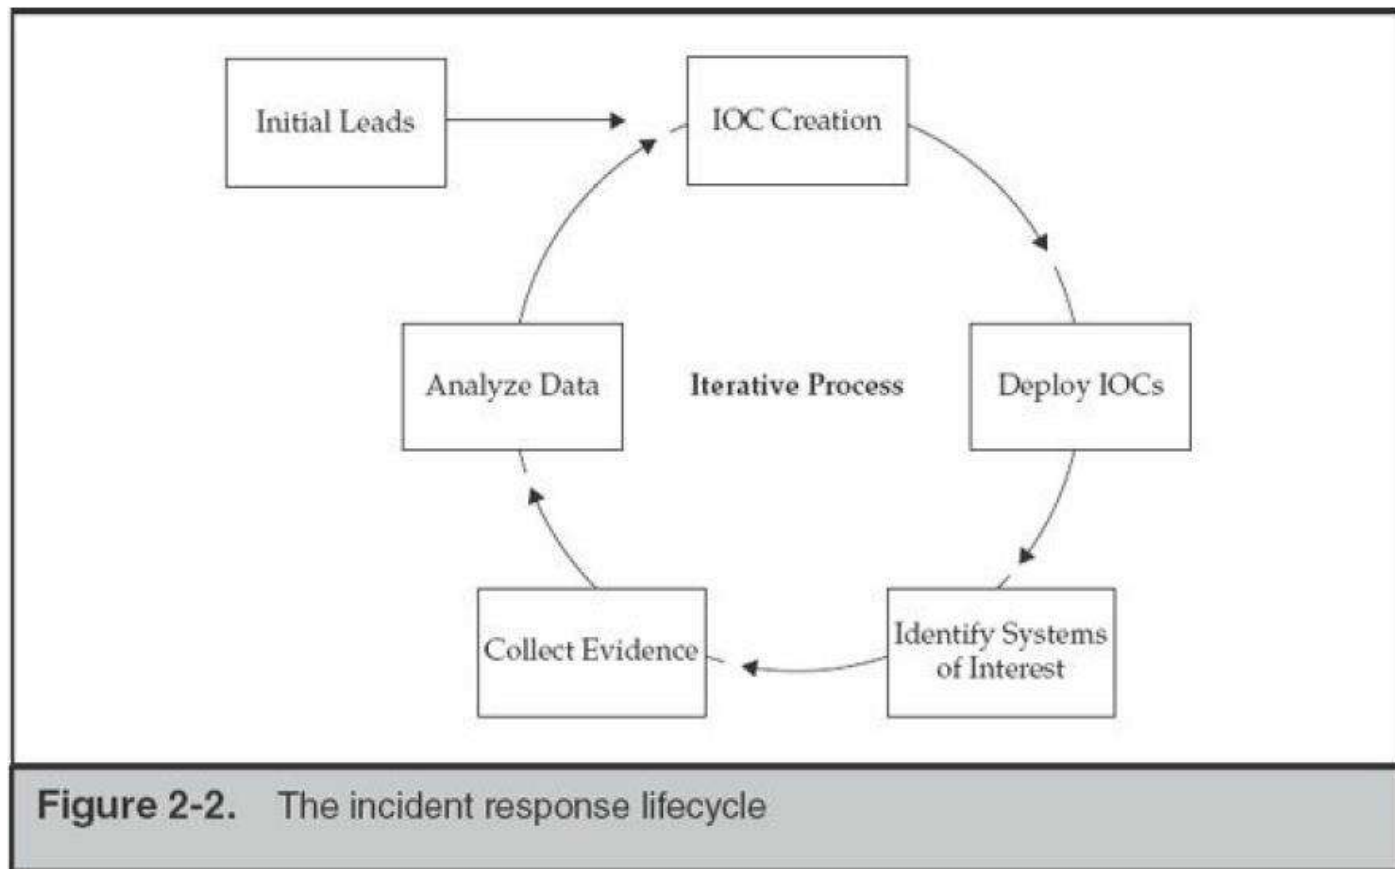 Initial Leads
IOC Creation
Analyze Data
Iterative Process
Deploy IOCs
Collect Evidence
Identify Systems
of Interest
Figure 2-2. The incident response lifecycle